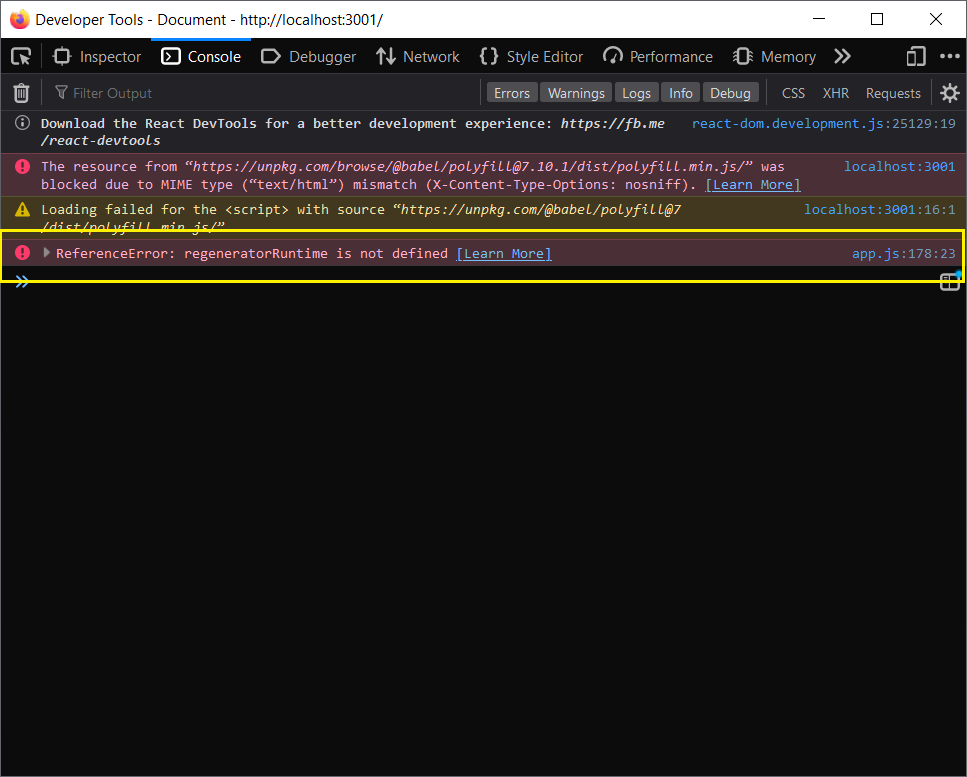 Developer Tools - Document - http://localhost:3001/
Inspector Console Debugger Network Style Editor Performance Memory
Filter Output Errors Warnings Logs Info Debug CSS XHR Requests
Download the React DevTools for a better development experience: https://fb.me react-dom.development.js:25129:19
/react-devtools
The resource from “https://unpkg.com/browse/@babel/polyfill@7.10.1/dist/polyfill.min.js/” was localhost:3001
blocked due to MIME type (“text/html”) mismatch (X-Content-Type-Options: nosniff). [Learn More]
Loading failed for the <script> with source “https://unpkg.com/@babel/polyfill@7 localhost:3001:16:1
/dist/polyfill.min.js/”
ReferenceError: regeneratorRuntime is not defined [Learn More] app.js:178:23